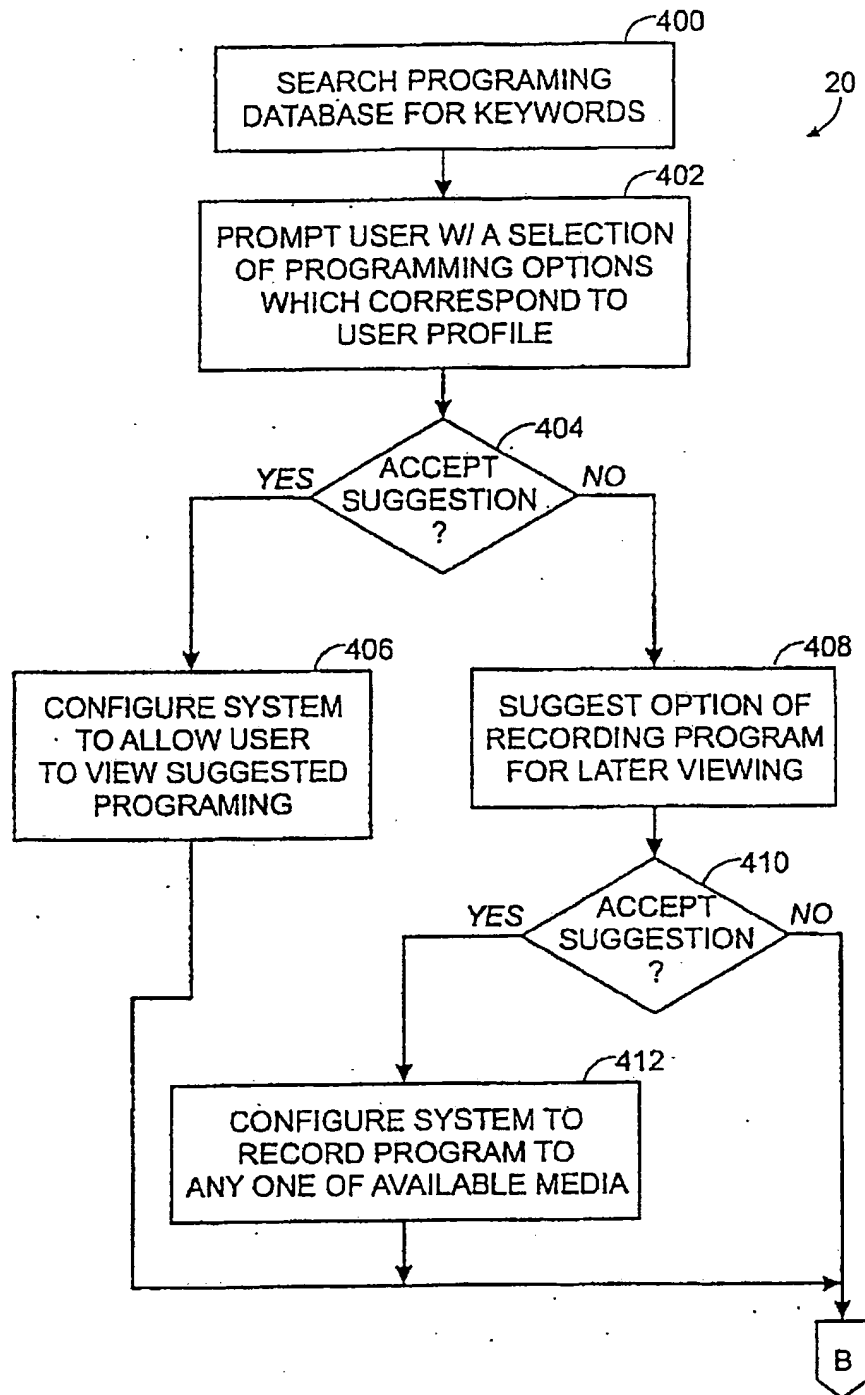 400
SEARCH PROGRAMING
DATABASE FOR KEYWORDS
20
402
PROMPT USER W/ A SELECTION
OF PROGRAMMING OPTIONS
WHICH CORRESPOND TO
USER PROFILE
404
YES
ACCEPT
SUGGESTION
?
NO
406
CONFIGURE SYSTEM
TO ALLOW USER
TO VIEW SUGGESTED
PROGRAMING
408
SUGGEST OPTION OF
RECORDING PROGRAM
FOR LATER VIEWING
410
YES
ACCEPT
SUGGESTION
?
NO
412
CONFIGURE SYSTEM TO
RECORD PROGRAM TO
ANY ONE OF AVAILABLE MEDIA
B